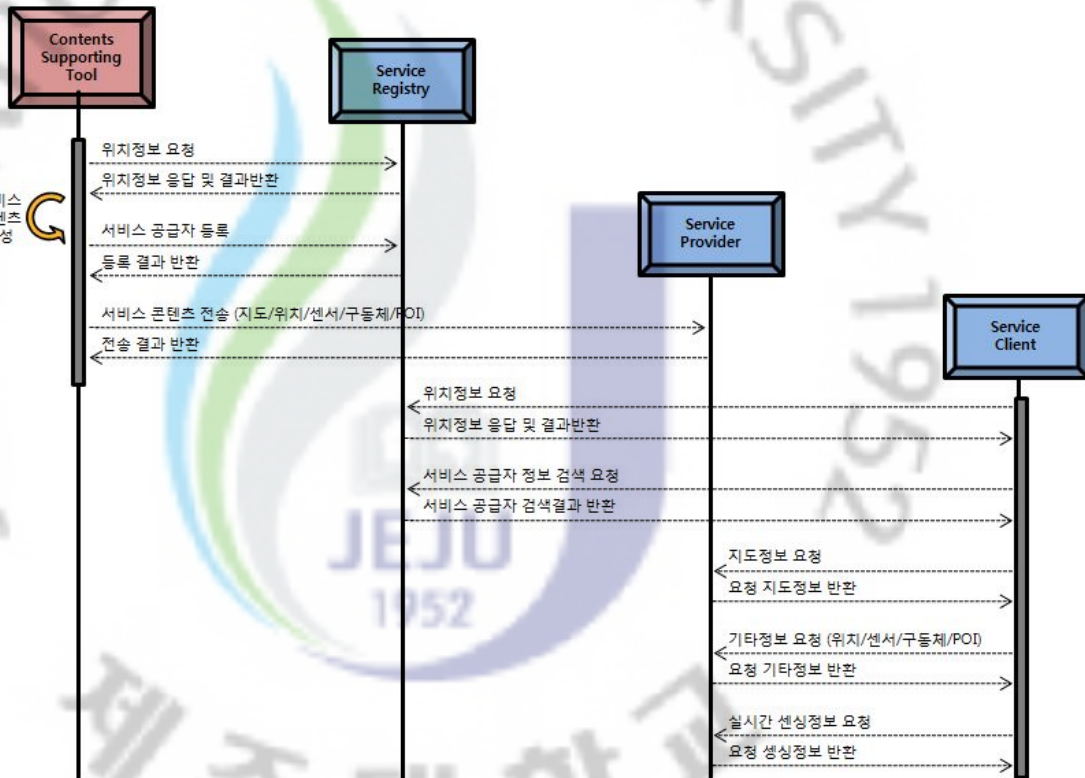 Contents
Supporting
Tool
Service
Registry
위치정보 요청
위치정보 응답 및 결과반환
서비스 공급자 등록
등록 결과 반환
Service
Provider
서비스 콘텐츠 전송 (지도/위치/센서/구동체/POI)
전송 결과 반환
Service
Client
위치정보 요청
위치정보 응답 및 결과반환
서비스 공급자 정보 검색 요청
서비스 공급자 검색결과 반환
지도정보 요청
요청 지도정보 반환
기타정보 요청 (위치/센서/구동체/POI)
요청 기타정보 반환
실시간 센싱정보 요청
요청 셍싱정보 반환
JEJU
1952
SITY 1952